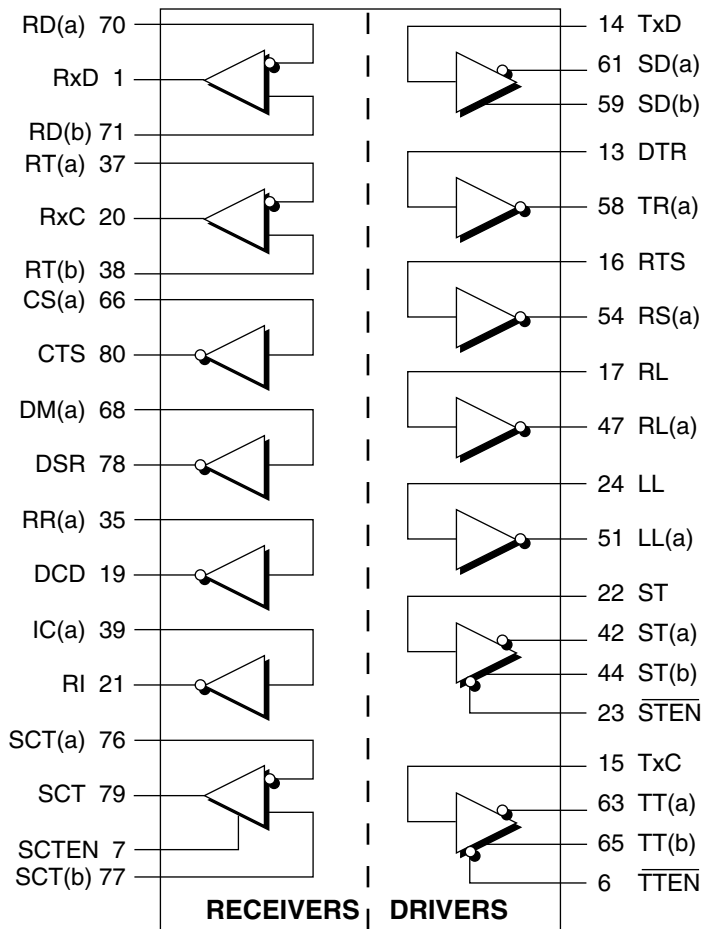 RD(a) 70
RxD 1
RD(b) 71
RT(a) 37
RxC 20
RT(b) 38
CS(a) 66
CTS 80
DM(a) 68
DSR 78
RR(a) 35
DCD 19
IC(a) 39
RI 21
SCT(a) 76
SCT 79
SCTEN 7
SCT(b) 77
RECEIVERS
14 TxD
61 SD(a)
59 SD(b)
13 DTR
58 TR(a)
16 RTS
54 RS(a)
17 RL
47 RL(a)
24 LL
51 LL(a)
22 ST
42 ST(a)
44 ST(b)
23 S̅T̅E̅N̅
15 TxC
63 TT(a)
65 TT(b)
6 T̅T̅E̅N̅
DRIVERS